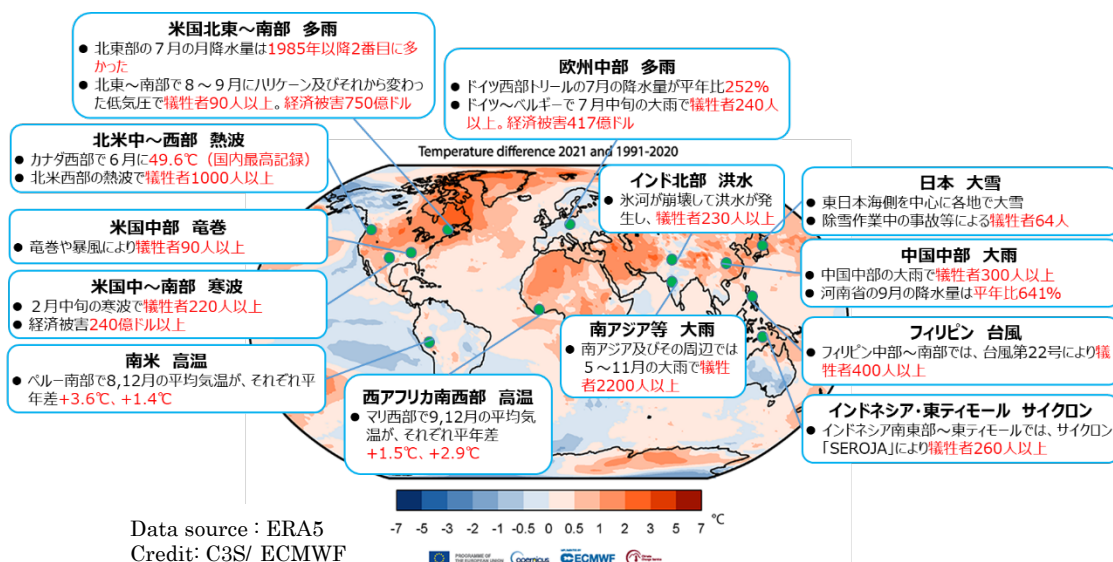 米国北東～南部 多雨
● 北東部の７月の月降水量は1985年以降2番目に多
かった
● 北東～南部で８～９月にハリケーン及びそれから変わっ
た低気圧で犠牲者90人以上。経済被害750億ドル
欧州中部 多雨
● ドイツ西部トリールの7月の降水量が平年比252%
● ドイツ～ベルギーで７月中旬の大雨で犠牲者240人
以上。経済被害417億ドル
北米中～西部 熱波
● カナダ西部で６月に49.6℃（国内最高記録）
● 北米西部の熱波で犠牲者1000人以上
Temperature difference 2021 and 1991-2020
インド北部 洪水
● 氷河が崩壊して洪水が発
生し、犠牲者230人以上
日本 大雪
● 東日本海側を中心に各地で大雪
● 除雪作業中の事故等による犠牲者64人
米国中部 竜巻
● 竜巻や暴風により犠牲者90人以上
中国中部 大雨
● 中国中部の大雨で犠牲者300人以上
● 河南省の9月の降水量は平年比641%
米国中～南部 寒波
● ２月中旬の寒波で犠牲者220人以上
● 経済被害240億ドル以上
南アジア等 大雨
● 南アジア及びその周辺では
５～11月の大雨で犠牲
者2200人以上
フィリピン 台風
● フィリピン中部～南部では、台風第22号により犠
牲者400人以上
南米 高温
● ペルー南部で8,12月の平均気温が、それぞれ平
年差+3.6℃、+1.4℃
西アフリカ南西部 高温
● マリ西部で9,12月の平均気
温が、それぞれ平年差
+1.5℃、+2.9℃
インドネシア・東ティモール サイクロン
● インドネシア南東部～東ティモールでは、サイクロン
「SEROJA」により犠牲者260人以上
-7 -5 -3 -2 -1 -0.5 0 0.5 1 2 3 5 7 ℃
Data source : ERA5
Credit: C3S/ ECMWF
PROGRAMME OF
THE EUROPEAN UNION
opernicus
ECMWF